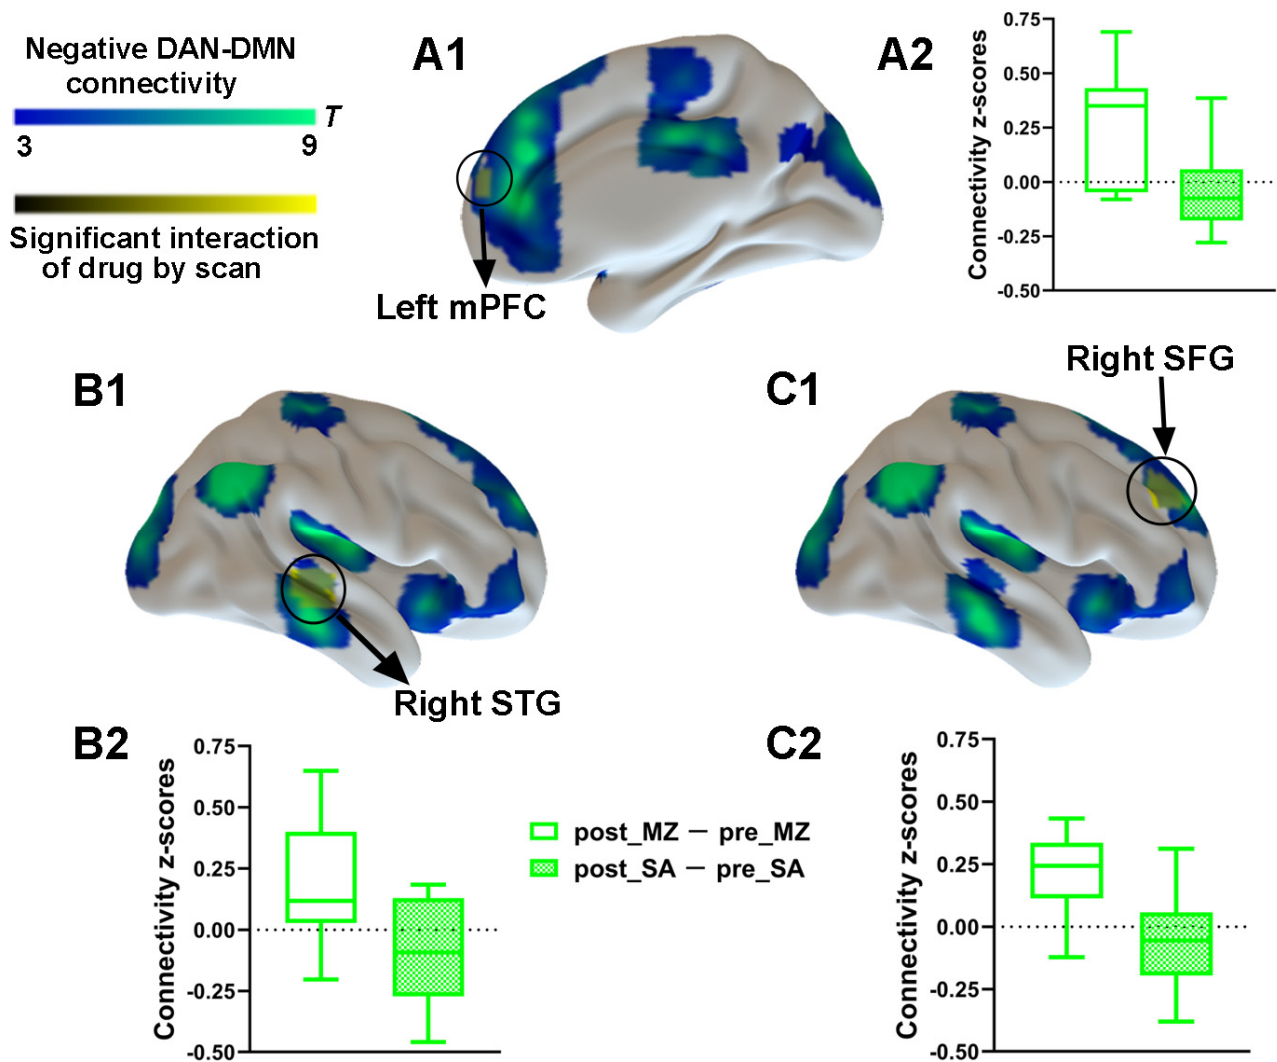 Negative DAN-DMN
connectivity
T
3 9
Significant interaction
of drug by scan
A1
Left mPFC
A2
Connectivity z-scores
0.75
0.50
0.25
0.00
-0.25
-0.50
B1
Right STG
C1
Right SFG
B2
Connectivity z-scores
0.75
0.50
0.25
0.00
-0.25
-0.50
post_MZ — pre_MZ
post_SA — pre_SA
C2
Connectivity z-scores
0.75
0.50
0.25
0.00
-0.25
-0.50